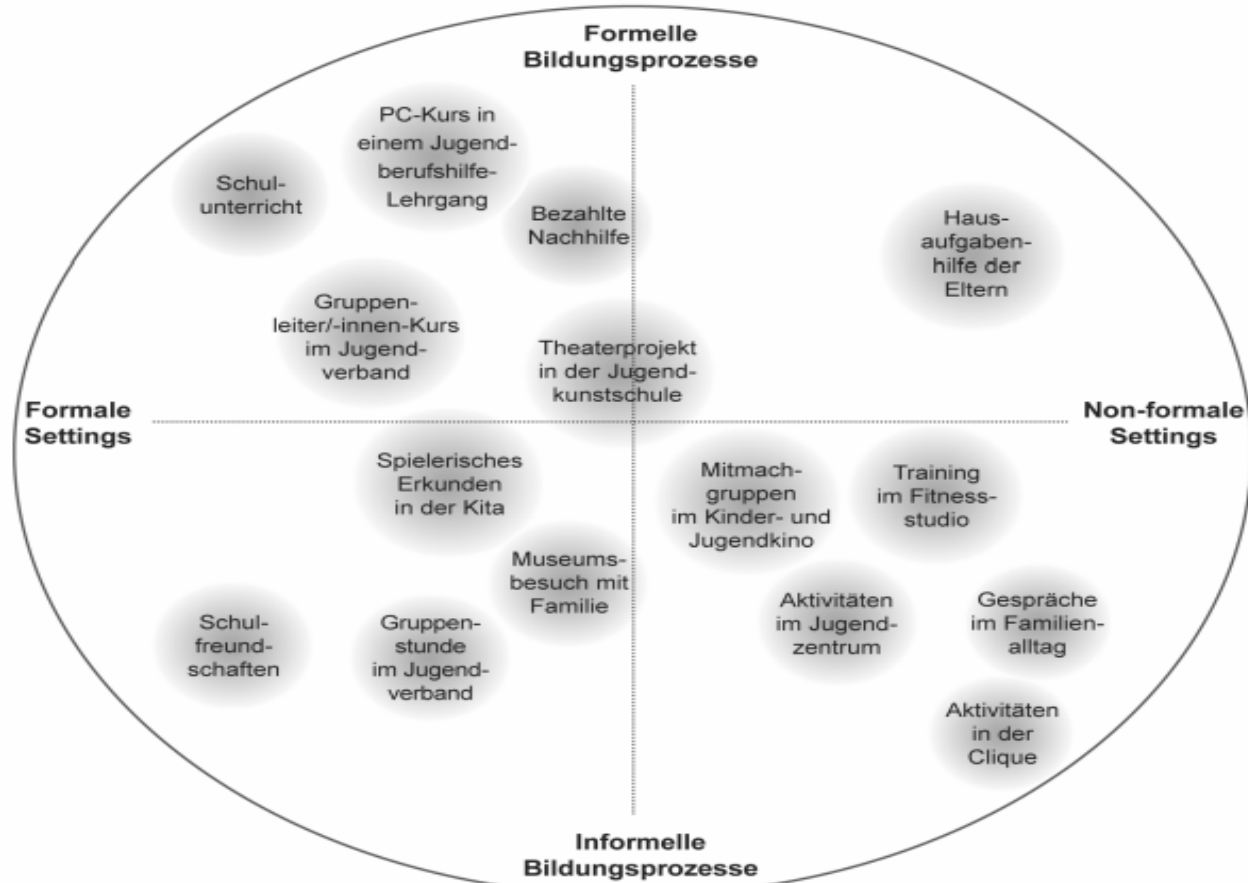 Formelle
Bildungsprozesse
PC-Kurs in
einem Jugend-
berufshilfe-
Lehrgang
Schul-
unterricht
Bezahlte
Nachhilfe
Haus-
aufgaben-
hilfe der
Eltern
Gruppen-
leiter/-innen-Kurs
im Jugend-
verband
Theaterprojekt
in der Jugend-
kunstschule
Formale
Settings
Non-formale
Settings
Spielerisches
Erkunden
in der Kita
Mitmach-
gruppen
im Kinder- und
Jugendkino
Training
im Fitness-
studio
Museums-
besuch mit
Familie
Schul-
freund-
schaften
Gruppen-
stunde
im Jugend-
verband
Aktivitäten
im Jugend-
zentrum
Gespräche
im Familien-
alltag
Aktivitäten
in der
Clique
Informelle
Bildungsprozesse